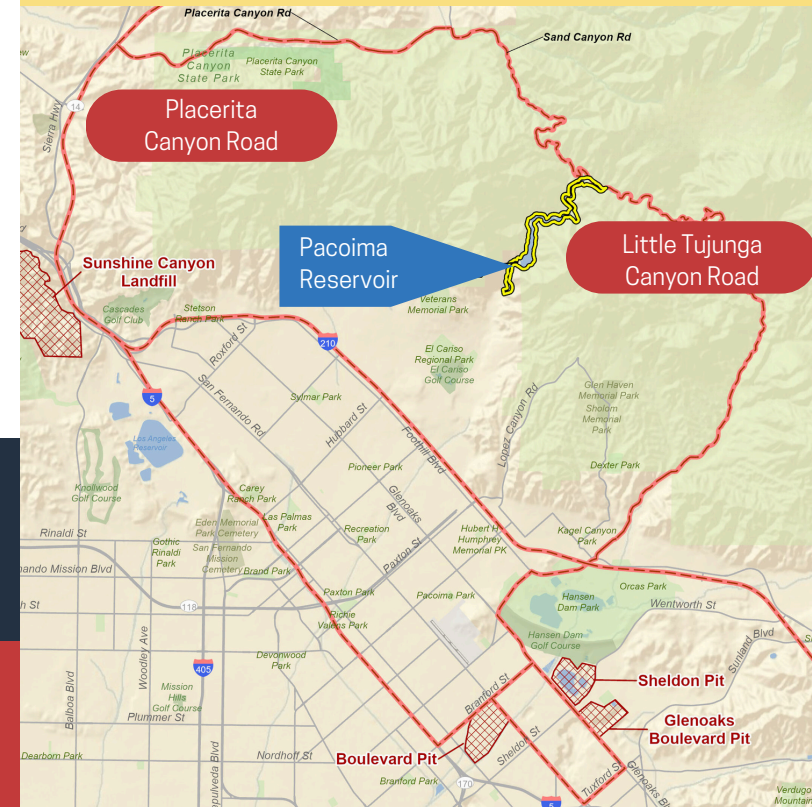 Placerita Canyon Rd
Sand Canyon Rd
Placerita
Canyon
State Park
Placerita Canyon
State Park
Placerita
Canyon Road
14
Sierra Hwy
Pacoima
Reservoir
Little Tujunga
Canyon Road
Sunshine Canyon
Landfill
Veterans
Memorial Park
Cascades
Golf Club
Stetson
Ranch Park
Roxford St
210
El Cariso
Regional Park
El Cariso
Golf Course
5
San Fernando Rd
Sylmar Park
Hubbard St
Foothill Blvd
Lopez Canyon Rd
Glen Haven
Memorial Park
Sholom
Memorial
Park
Los Angeles
Reservoir
Pioneer Park
Dexter Park
Knollwood
Golf Course
Carey
Ranch Park
Glenoaks
Blvd
Las Palmas
Park
Eden Memorial
Park Cemetery
Recreation
Park
Hubert H
Humphrey
Memorial PK
Kagel Canyon
Park
Rinaldi St
Gothic
Rinaldi
Park
San Fernando
Mission
Cemetery
Brand Park
Paxton St
nando Mission Blvd
Paxton Park
Pacoima Park
Orcas Park
Hansen
Dam Park
Wentworth St
h St
118
Richie
Valens Park
Hansen Dam
Golf Course
Sunland Blvd
Woodley Ave
Devonwood
Park
405
Balboa Blvd
Mission
Hills
Golf Course
Plummer St
Branford St
Sheldon Pit
Glenoaks
Boulevard Pit
Boulevard Pit
Sheldon St
Dearborn Park
Nordhoff St
pulveda Blvd
Branford Park
170
Tuxford St
Glenoaks Blvd
5
Verdugo
Mountain